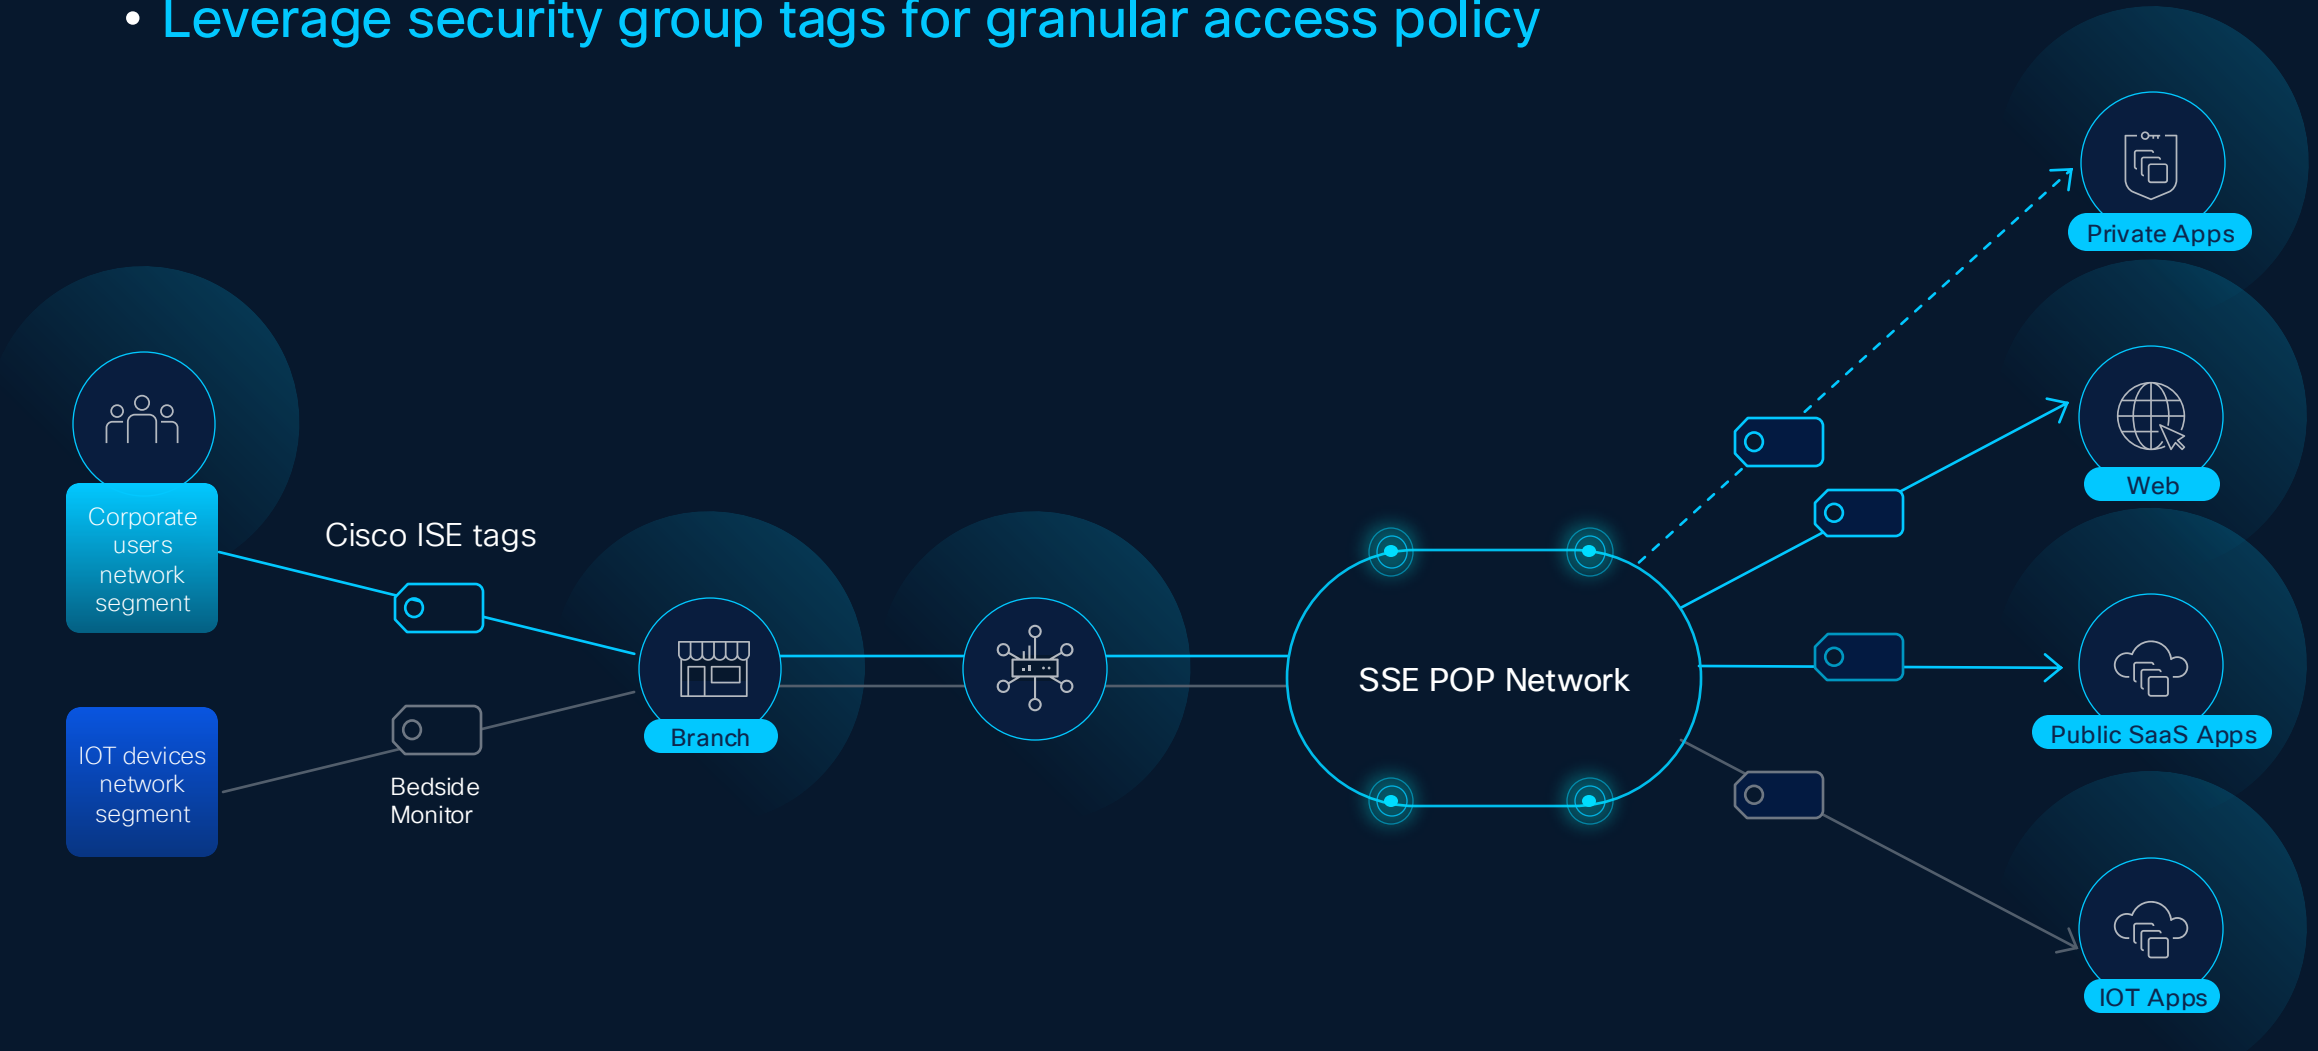 • Leverage security group tags for granular access policy
Private Apps
Web
Corporate
users
network
segment
Cisco ISE tags
SSE POP Network
Branch
Public SaaS Apps
IOT devices
network
segment
Bedside
Monitor
IOT Apps